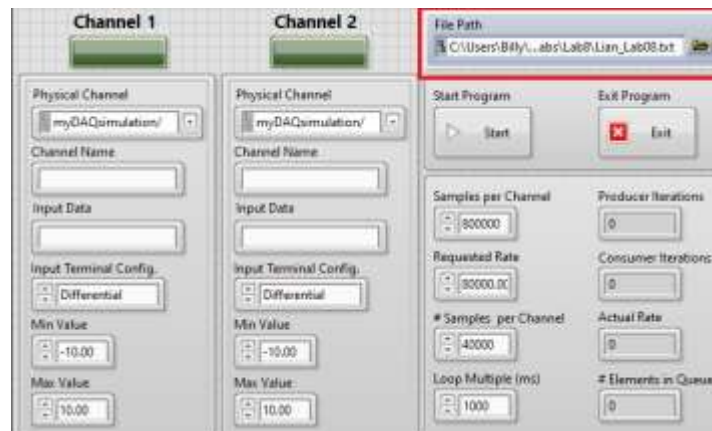 Channel 1
Channel 2
File Path
C:\Users\Billy\...abs\Lab8\Lian_Lab08.txt
Physical Channel
Physical Channel
Start Program
Exit Program
myDAQsimulation/
myDAQsimulation/
Start
Exit
Channel Name
Channel Name
Samples per Channel
Producer Iterations
800000
0
Input Data
Input Data
Requested Rate
Consumer Iterations
80000.00
0
Input Terminal Config.
Input Terminal Config.
Differential
Differential
# Samples per Channel
Actual Rate
40000
0
Min Value
Min Value
-10.00
-10.00
Max Value
Max Value
Loop Multiple (ms)
# Elements in Queue
10.00
10.00
1000
0